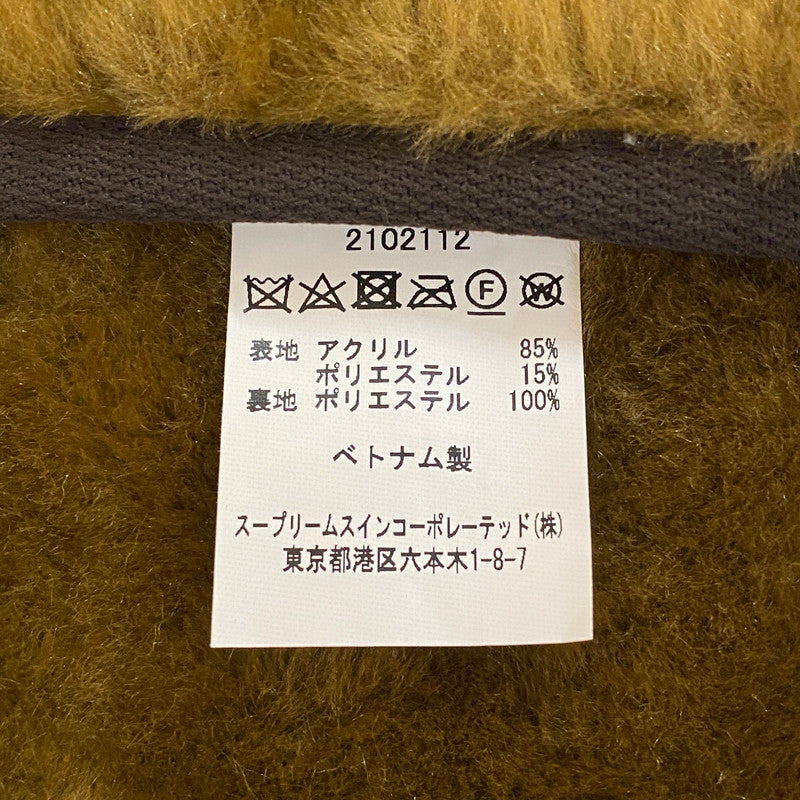 2102112
F W
表地 アクリル 85%
ポリエステル 15%
裏地 ポリエステル 100%
ベトナム製
スープリームスインコーポレーテッド(株)
東京都港区六本木1-8-7